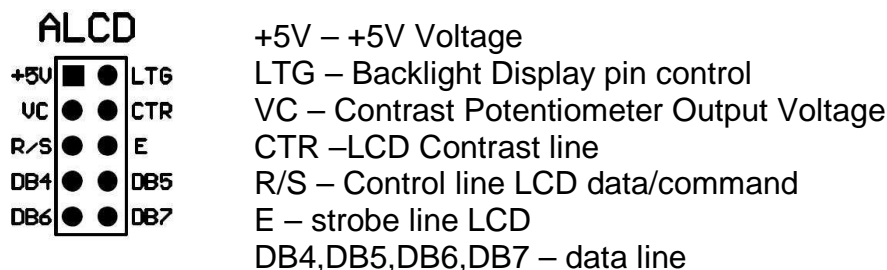 ALCD
+5V LTG
VC CTR
R/S E
DB4 DB5
DB6 DB7
+5V – +5V Voltage
LTG – Backlight Display pin control
VC – Contrast Potentiometer Output Voltage
CTR –LCD Contrast line
R/S – Control line LCD data/command
E – strobe line LCD
DB4,DB5,DB6,DB7 – data line